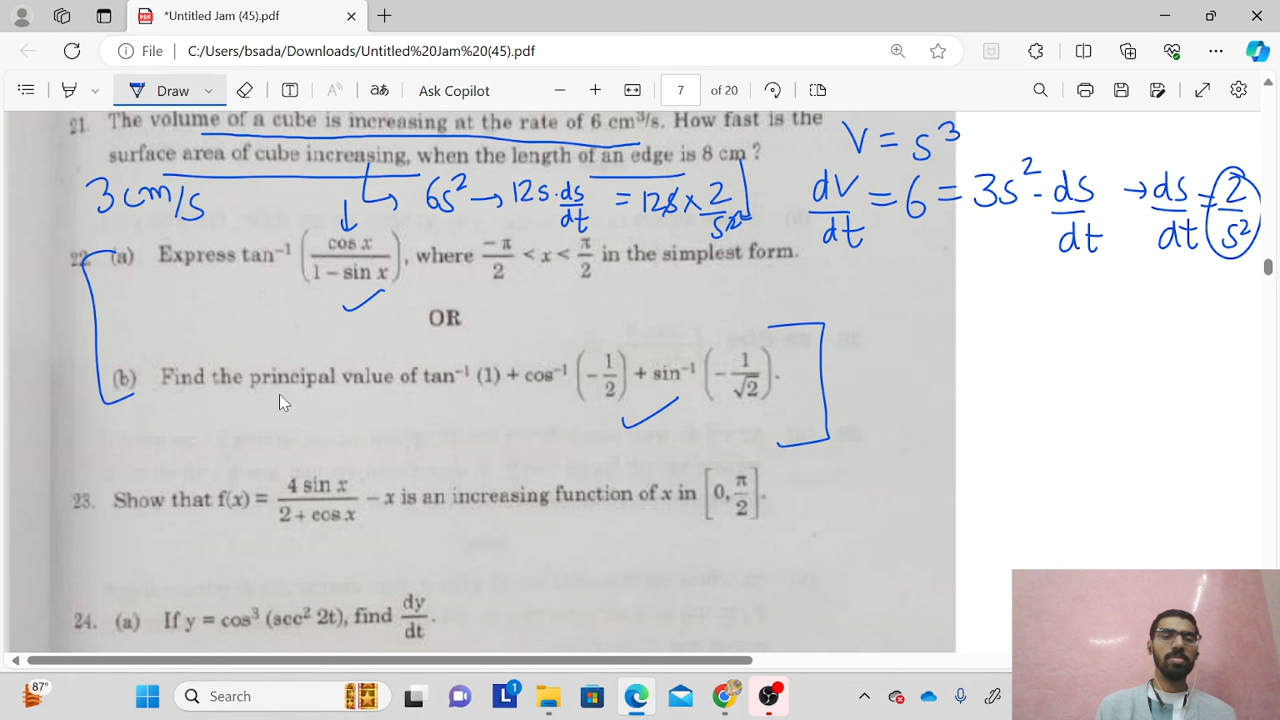 *Untitled Jam (45).pdf
File C:/Users/bsada/Downloads/Untitled%20Jam%20(45).pdf
Draw Ask Copilot 7 of 20
21. The volume of a cube is increasing at the rate of 6 cm³/s. How fast is the
surface area of cube increasing, when the length of an edge is 8 cm ?
V = s³
3 cm/s 6s² → 12s · ds/dt = 12s × 2/s²
dV/dt = 6 = 3s² · ds/dt → ds/dt = 2/s²
22. (a) Express tan⁻¹ (cos x / 1 – sin x), where –π/2 < x < π/2 in the simplest form.
OR
(b) Find the principal value of tan⁻¹ (1) + cos⁻¹ (–1/2) + sin⁻¹ (–1/√2).
23. Show that f(x) = 4 sin x / 2 + cos x – x is an increasing function of x in [0, π/2].
24. (a) If y = cos³ (sec² 2t), find dy/dt.
87°
Search
1